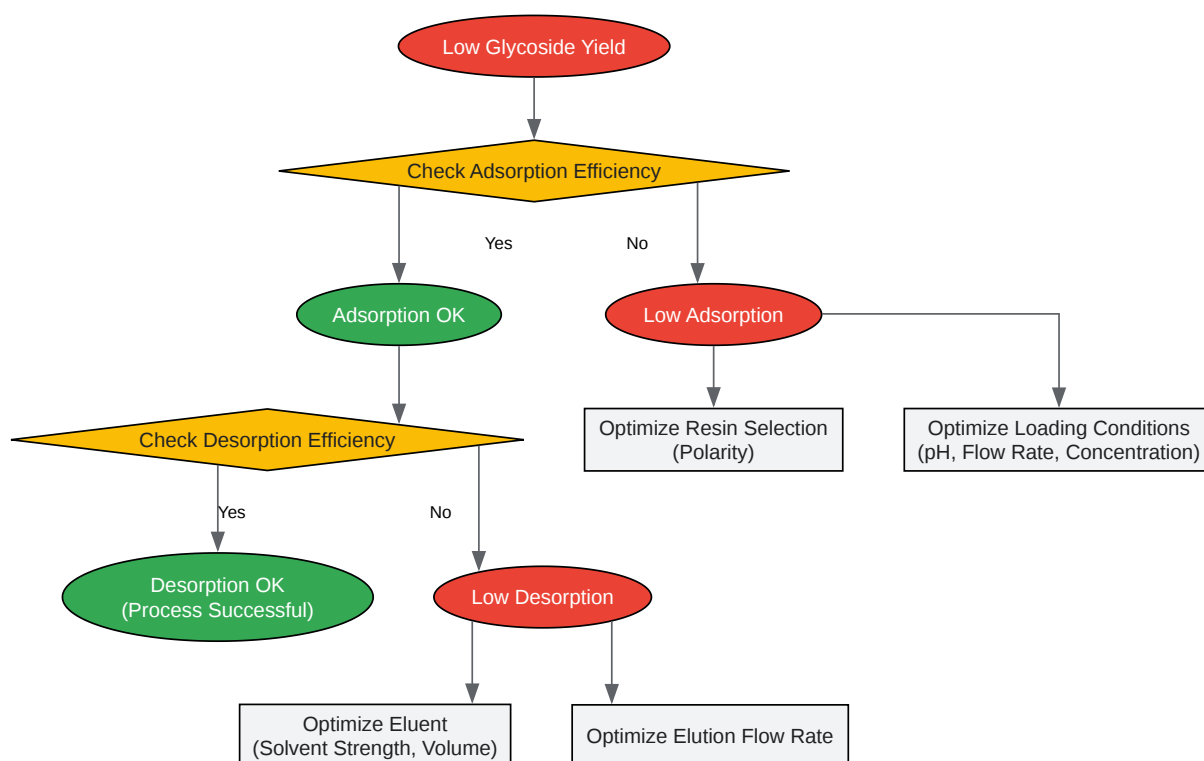 Low Glycoside Yield
Check Adsorption Efficiency
Yes
No
Adsorption OK
Low Adsorption
Check Desorption Efficiency
Optimize Resin Selection
(Polarity)
Optimize Loading Conditions
(pH, Flow Rate, Concentration)
Yes
No
Desorption OK
(Process Successful)
Low Desorption
Optimize Eluent
(Solvent Strength, Volume)
Optimize Elution Flow Rate